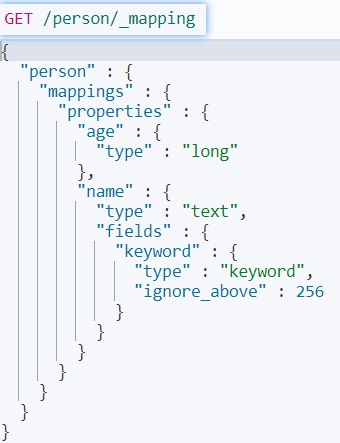 GET /person/_mapping
{
  "person" : {
    "mappings" : {
      "properties" : {
        "age" : {
          "type" : "long"
        },
        "name" : {
          "type" : "text",
          "fields" : {
            "keyword" : {
              "type" : "keyword",
              "ignore_above" : 256
            }
          }
        }
      }
    }
  }
}